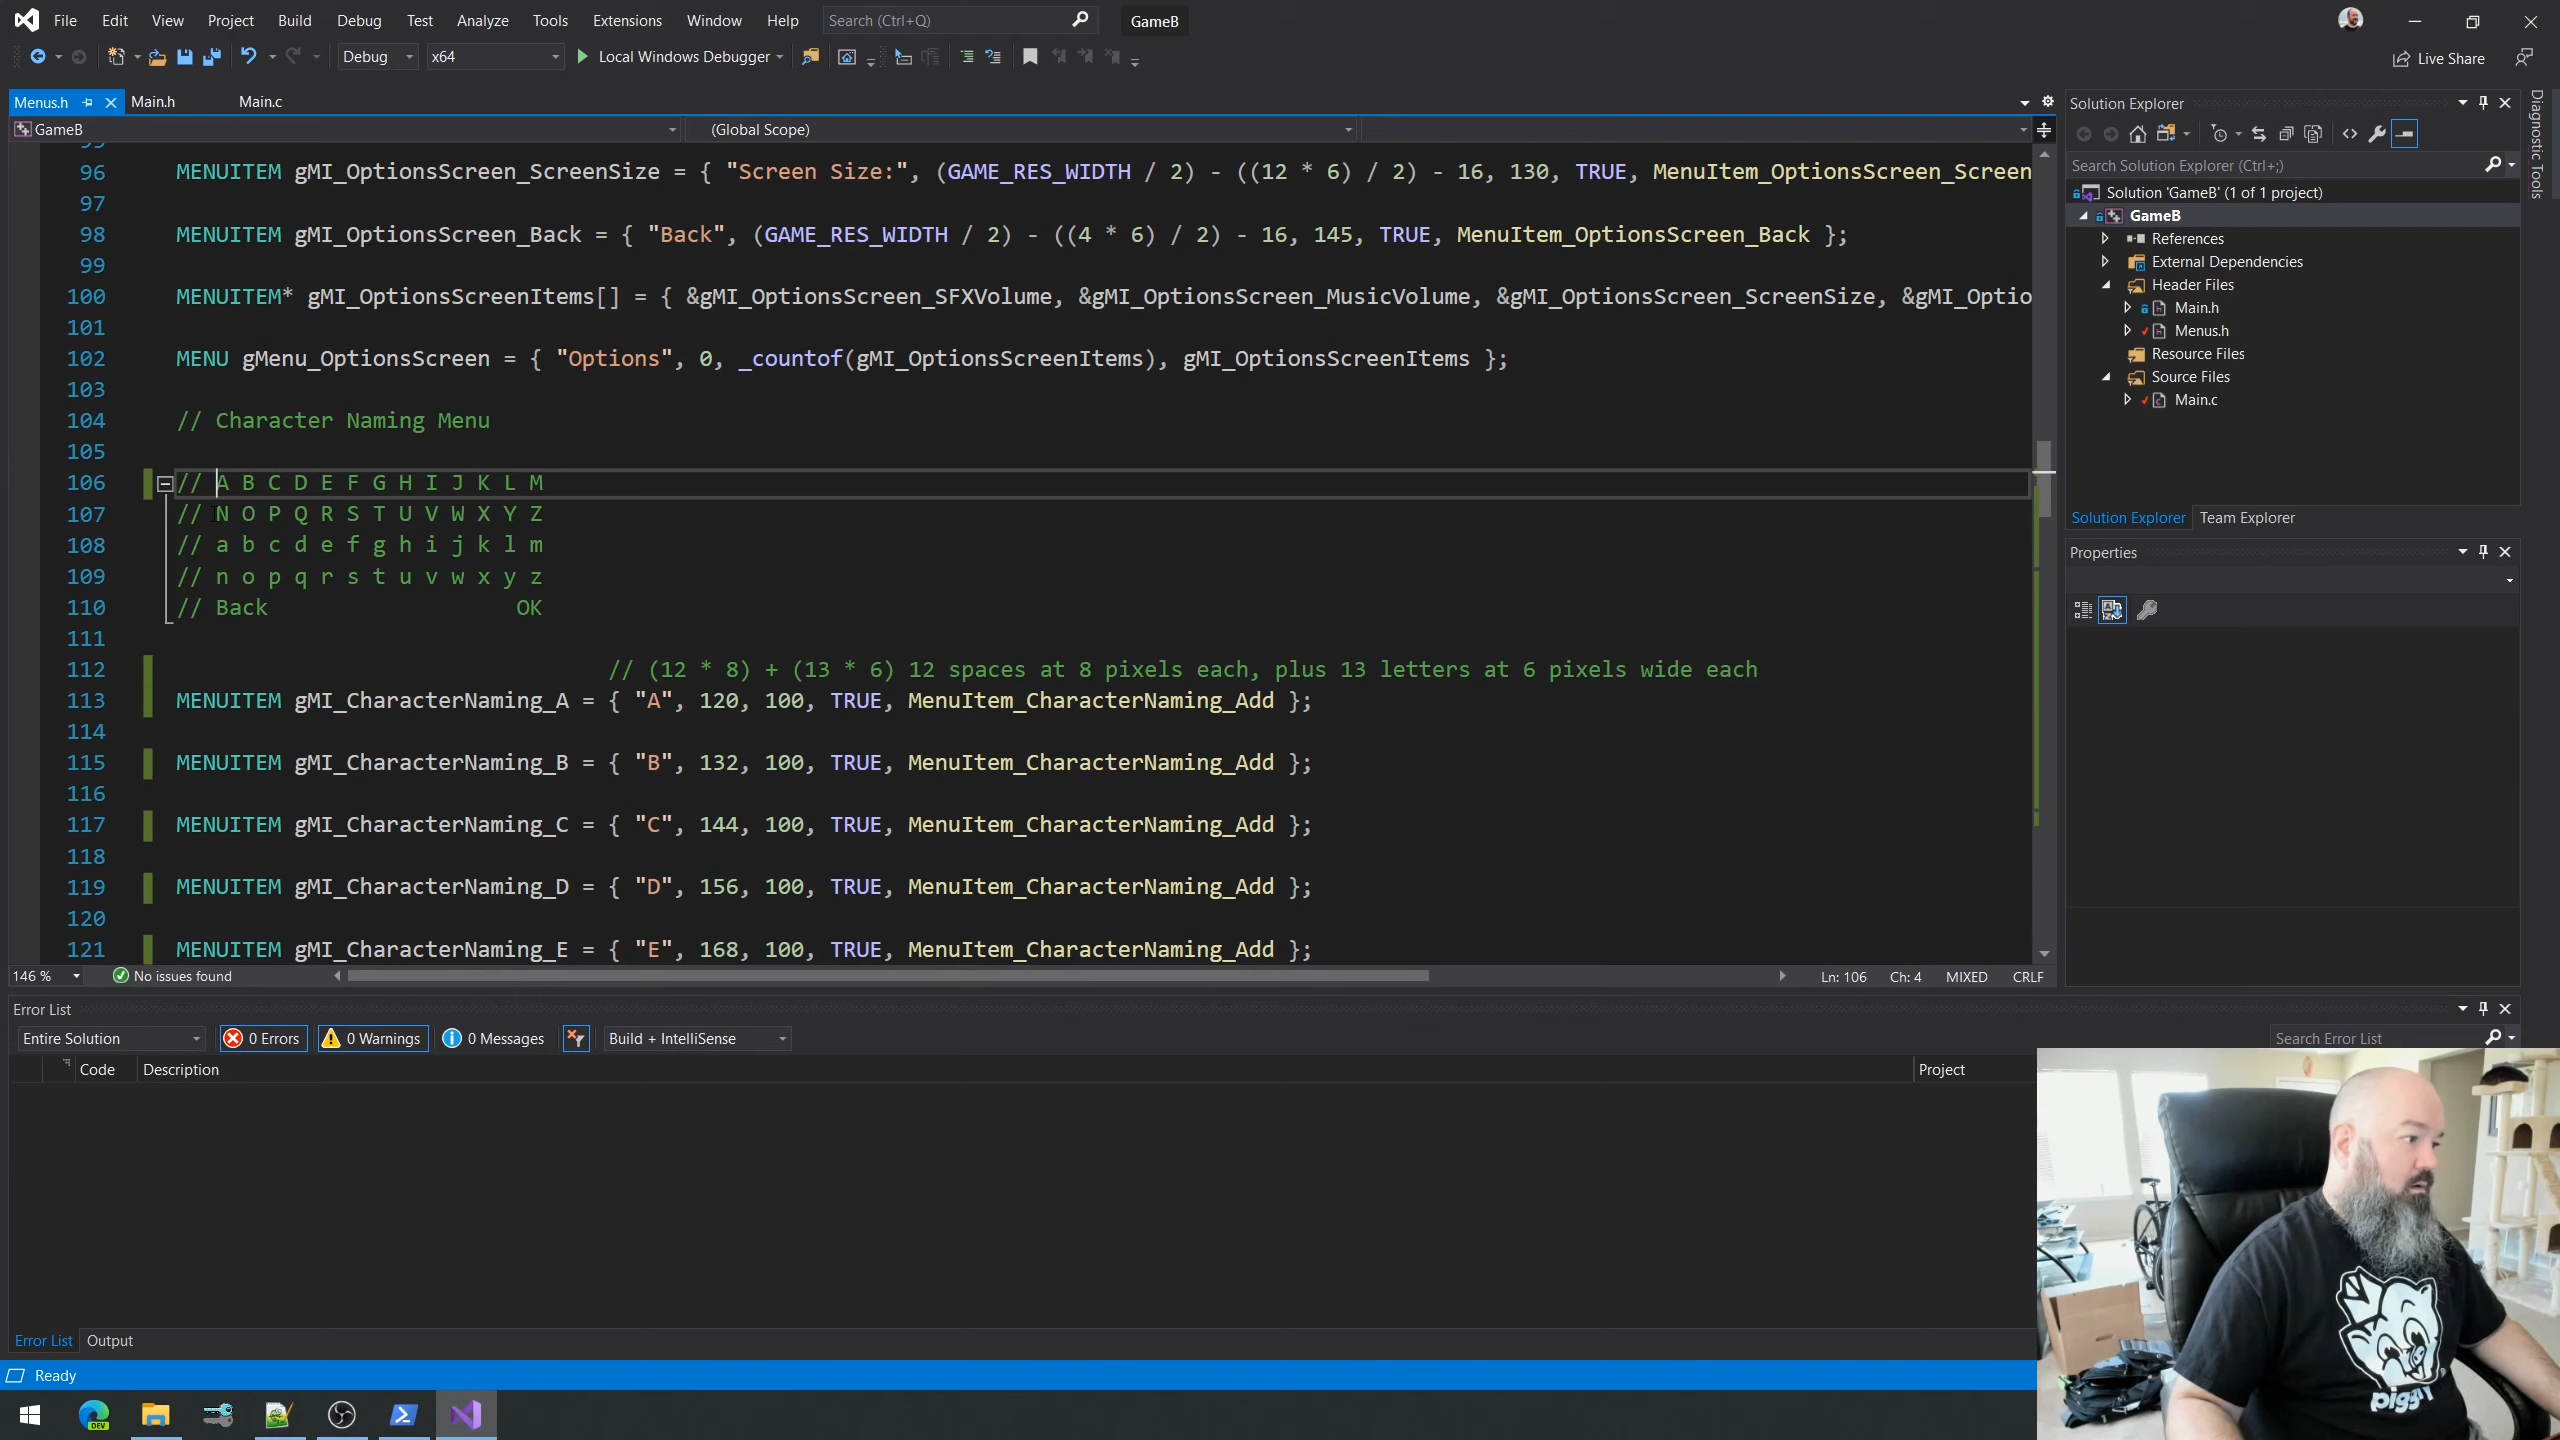 File Edit View Project Build Debug Test Analyze Tools Extensions Window Help Search (Ctrl+Q) GameB
Debug x64 Local Windows Debugger Live Share
Menus.h Main.h Main.c
GameB (Global Scope)
96 MENUITEM gMI_OptionsScreen_ScreenSize = { "Screen Size:", (GAME_RES_WIDTH / 2) - ((12 * 6) / 2) - 16, 130, TRUE, MenuItem_OptionsScreen_Screen
97
98 MENUITEM gMI_OptionsScreen_Back = { "Back", (GAME_RES_WIDTH / 2) - ((4 * 6) / 2) - 16, 145, TRUE, MenuItem_OptionsScreen_Back };
99
100 MENUITEM* gMI_OptionsScreenItems[] = { &gMI_OptionsScreen_SFXVolume, &gMI_OptionsScreen_MusicVolume, &gMI_OptionsScreen_ScreenSize, &gMI_Optio
101
102 MENU gMenu_OptionsScreen = { "Options", 0, _countof(gMI_OptionsScreenItems), gMI_OptionsScreenItems };
103
104 // Character Naming Menu
105
106 // A B C D E F G H I J K L M
107 // N O P Q R S T U V W X Y Z
108 // a b c d e f g h i j k l m
109 // n o p q r s t u v w x y z
110 // Back OK
111
112 // (12 * 8) + (13 * 6) 12 spaces at 8 pixels each, plus 13 letters at 6 pixels wide each
113 MENUITEM gMI_CharacterNaming_A = { "A", 120, 100, TRUE, MenuItem_CharacterNaming_Add };
114
115 MENUITEM gMI_CharacterNaming_B = { "B", 132, 100, TRUE, MenuItem_CharacterNaming_Add };
116
117 MENUITEM gMI_CharacterNaming_C = { "C", 144, 100, TRUE, MenuItem_CharacterNaming_Add };
118
119 MENUITEM gMI_CharacterNaming_D = { "D", 156, 100, TRUE, MenuItem_CharacterNaming_Add };
120
121 MENUITEM gMI_CharacterNaming_E = { "E", 168, 100, TRUE, MenuItem_CharacterNaming_Add };
146 % No issues found Ln: 106 Ch: 4 MIXED CRLF
Solution Explorer
Search Solution Explorer (Ctrl+;)
Solution 'GameB' (1 of 1 project)
GameB
References
External Dependencies
Header Files
Main.h
Menus.h
Resource Files
Source Files
Main.c
Solution Explorer Team Explorer
Properties
Diagnostic Tools
Error List
Entire Solution 0 Errors 0 Warnings 0 Messages Build + IntelliSense Search Error List
Code Description Project
Error List Output
Ready
DEV
piggly